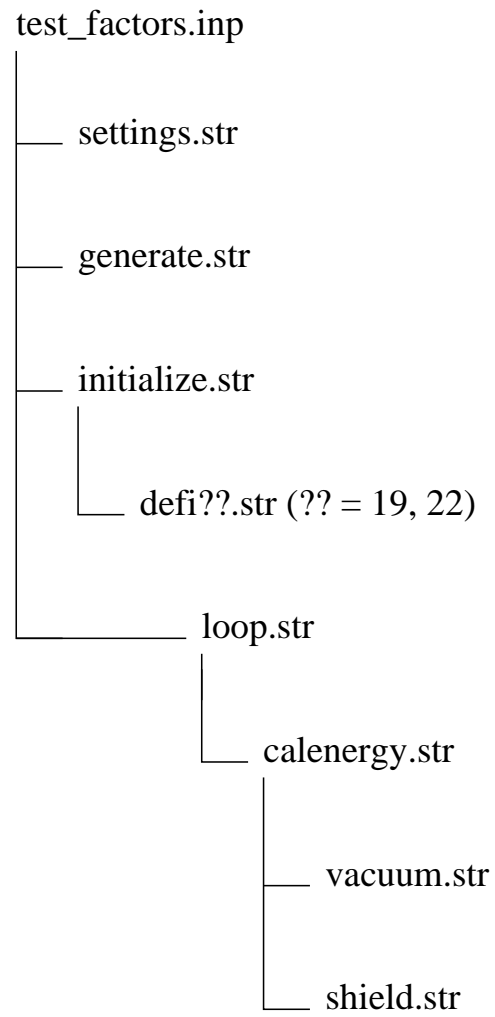 test_factors.inp
settings.str
generate.str
initialize.str
defi??.str (?? = 19, 22)
loop.str
calenergy.str
vacuum.str
shield.str